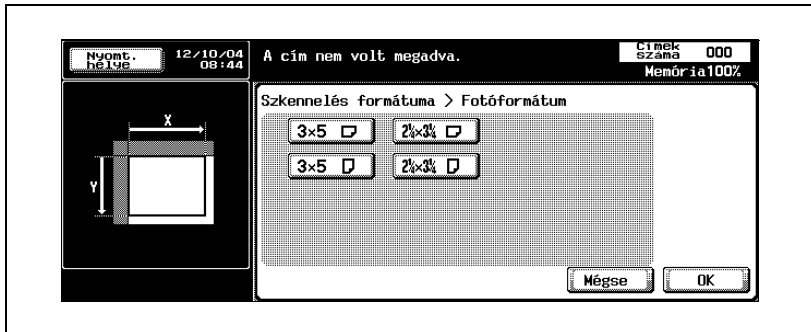 Nyomt. helye
12/10/04
08:44
A cím nem volt megadva.
Címek száma 000
Memória100%
Szkennelés formátuma > Fotóformátum
3×5 2¼×3¼
3×5 2¼×3¼
X
Y
Mégse OK